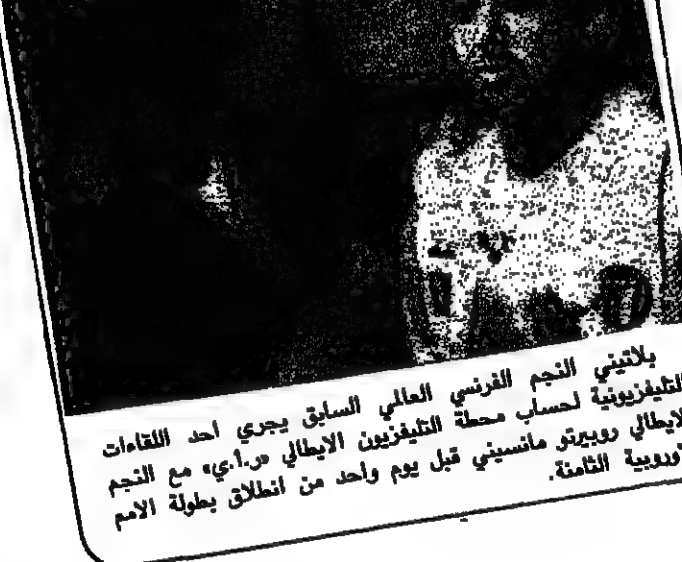 بلاتيني النجم الفرنسي العالمي السابق يجري احد اللقاءات
التليفزيونية لحساب محطة التليفزيون الايطالي «ر.أ.ي» مع النجم
الايطالي روبيرتو مانسيني قبل يوم واحد من انطلاق بطولة الامم
الاوروبية الثامنة.